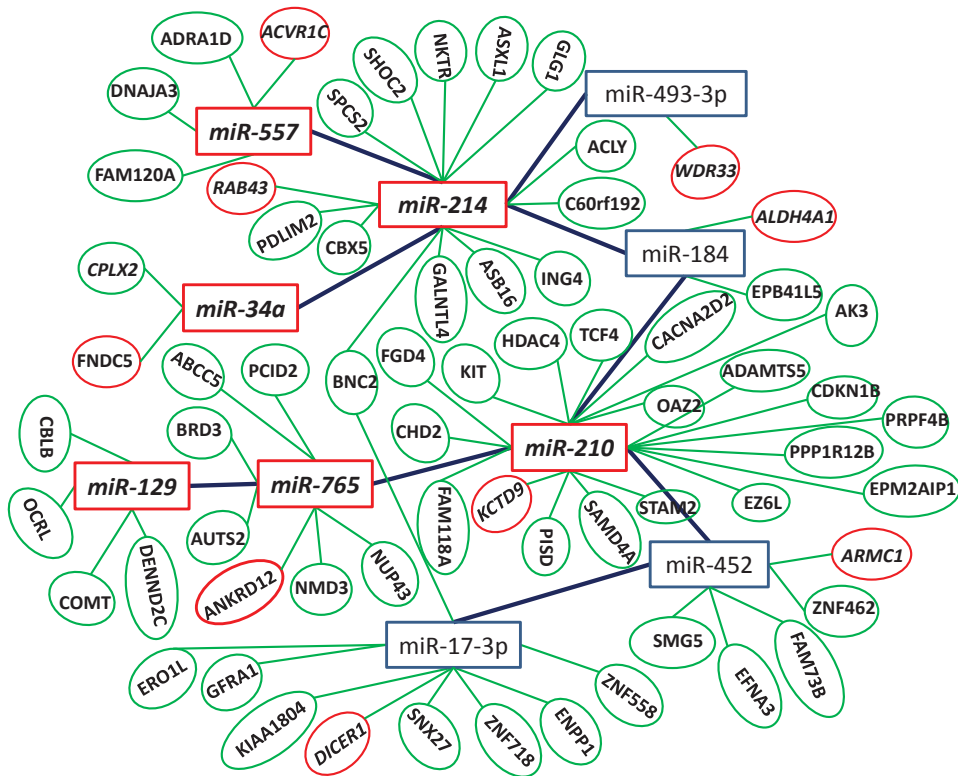 ACVR1C
ADRA1D
NKTR
ASXL1
GLG1
SHOC2
DNAJA3
SPCS2
miR-493-3p
miR-557
ACLY
WDR33
FAM120A
RAB43
miR-214
C60rf192
ALDH4A1
PDLIM2
CBX5
miR-184
CPLX2
GALNTL4
ASB16
ING4
EPB41L5
miR-34a
CACNA2D2
AK3
HDAC4
TCF4
FNDC5
ABCC5
PCID2
BNC2
FGD4
KIT
ADAMTS5
CDKN1B
OAZ2
PRPF4B
CBLB
BRD3
CHD2
miR-210
PPP1R12B
miR-129
miR-765
EPM2AIP1
KCTD9
STAM2
EZ6L
OCRL
FAM118A
SAMD4A
PISD
AUTS2
DENND2C
NUP43
ARMC1
miR-452
ANKRD12
NMD3
COMT
ZNF462
SMG5
miR-17-3p
FAM73B
ERO1L
GFRA1
ZNF558
EFNA3
KIAA1804
DICER1
SNX27
ZNF718
ENPP1